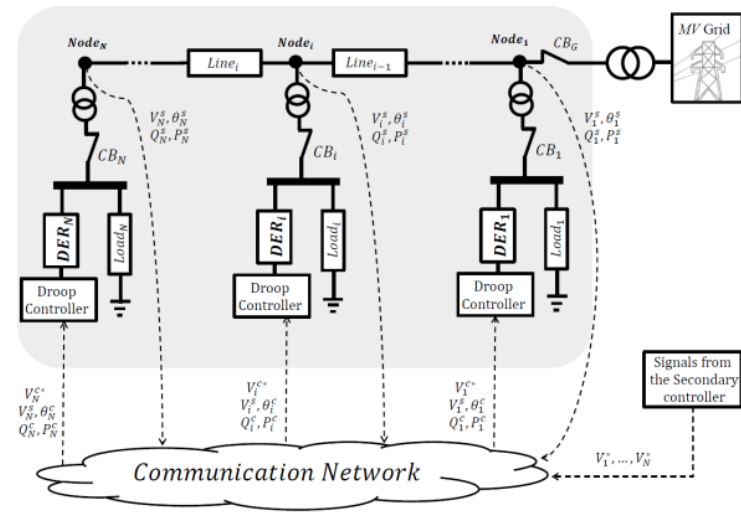 Node_N
Node_i
Node_1
CB_G
MV Grid
Line_i
Line_{i-1}
V_N^s, θ_N^s
Q_N^s, P_N^s
V_i^s, θ_i^s
Q_i^s, P_i^s
V_1^s, θ_1^s
Q_1^s, P_1^s
CB_N
CB_i
CB_1
DER_N
Load_N
DER_i
Load_i
DER_1
Load_1
Droop
Controller
Droop
Controller
Droop
Controller
V_N^{c*}
V_N^s, θ_N^c
Q_N^c, P_N^c
V_i^{c*}
V_i^s, θ_i^c
Q_i^c, P_i^c
V_1^{c*}
V_1^s, θ_1^c
Q_1^c, P_1^c
Signals from
the Secondary
controller
V_1^*, ..., V_N^*
Communication Network